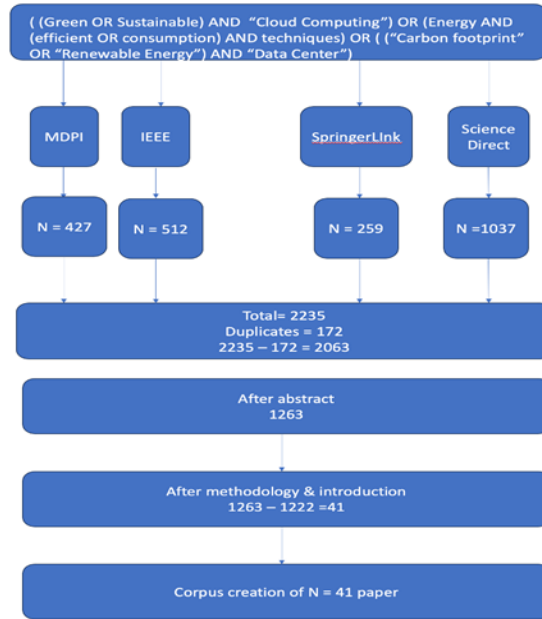 ( (Green OR Sustainable) AND “Cloud Computing”) OR (Energy AND
(efficient OR consumption) AND techniques) OR ( (“Carbon footprint”
OR “Renewable Energy”) AND “Data Center”)
MDPI
IEEE
SpringerLInk
Science
Direct
N = 427
N = 512
N = 259
N =1037
Total= 2235
Duplicates = 172
2235 – 172 = 2063
After abstract
1263
After methodology & introduction
1263 – 1222 =41
Corpus creation of N = 41 paper